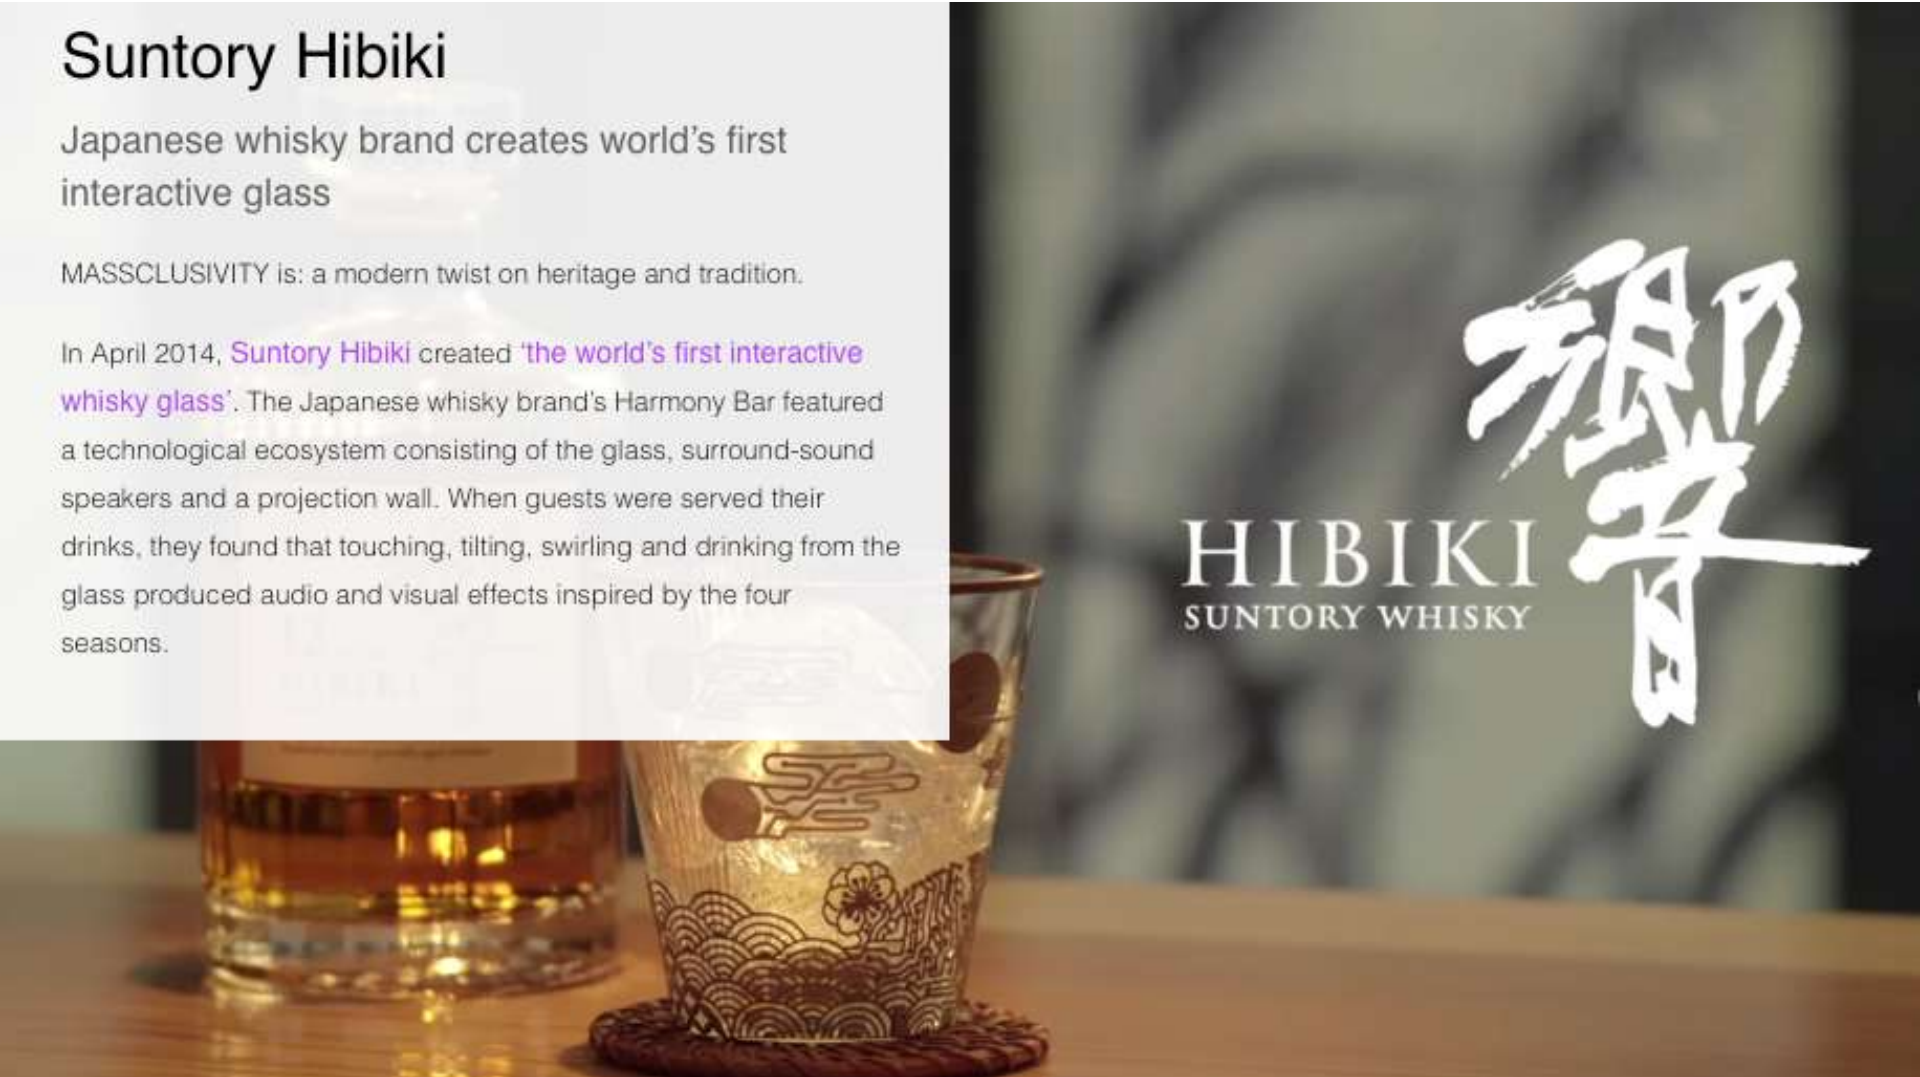 Suntory Hibiki
Japanese whisky brand creates world's first
interactive glass
MASSCLUSIVITY is: a modern twist on heritage and tradition.
In April 2014, Suntory Hibiki created ‘the world's first interactive
whisky glass’. The Japanese whisky brand's Harmony Bar featured
a technological ecosystem consisting of the glass, surround-sound
speakers and a projection wall. When guests were served their
drinks, they found that touching, tilting, swirling and drinking from the
glass produced audio and visual effects inspired by the four
seasons.
響
HIBIKI
SUNTORY WHISKY